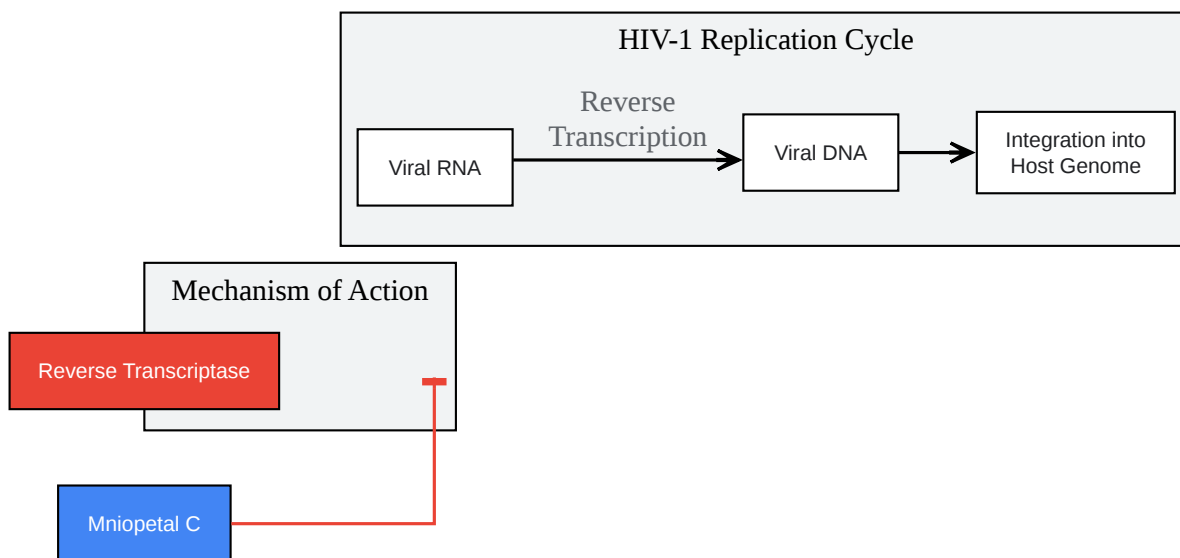 HIV-1 Replication Cycle
Reverse
Transcription
Viral RNA
Viral DNA
Integration into
Host Genome
Mechanism of Action
Reverse Transcriptase
Mniopetal C